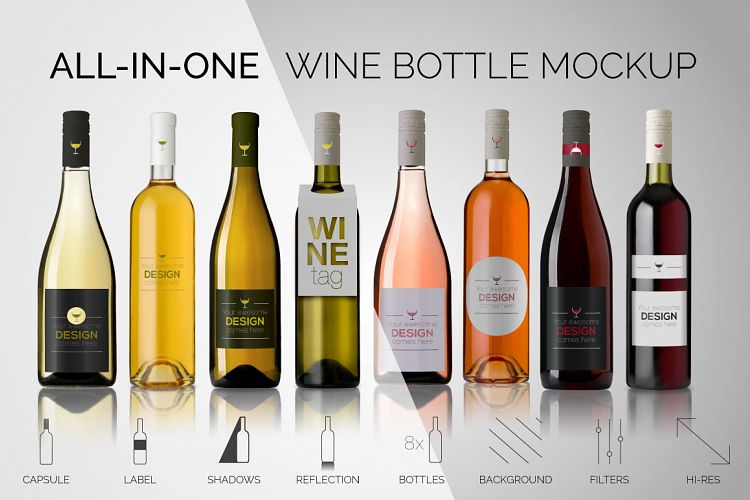 ALL-IN-ONE WINE BOTTLE MOCKUP
Your awesome
DESIGN
comes here
Your awesome
DESIGN
comes here
Your awesome
DESIGN
comes here
WI
NE
tag
Your awesome
DESIGN
comes here
Your awesome
DESIGN
comes here
Your awesome
DESIGN
comes here
Your awesome
DESIGN
comes here
8x
CAPSULE
LABEL
SHADOWS
REFLECTION
BOTTLES
BACKGROUND
FILTERS
HI-RES